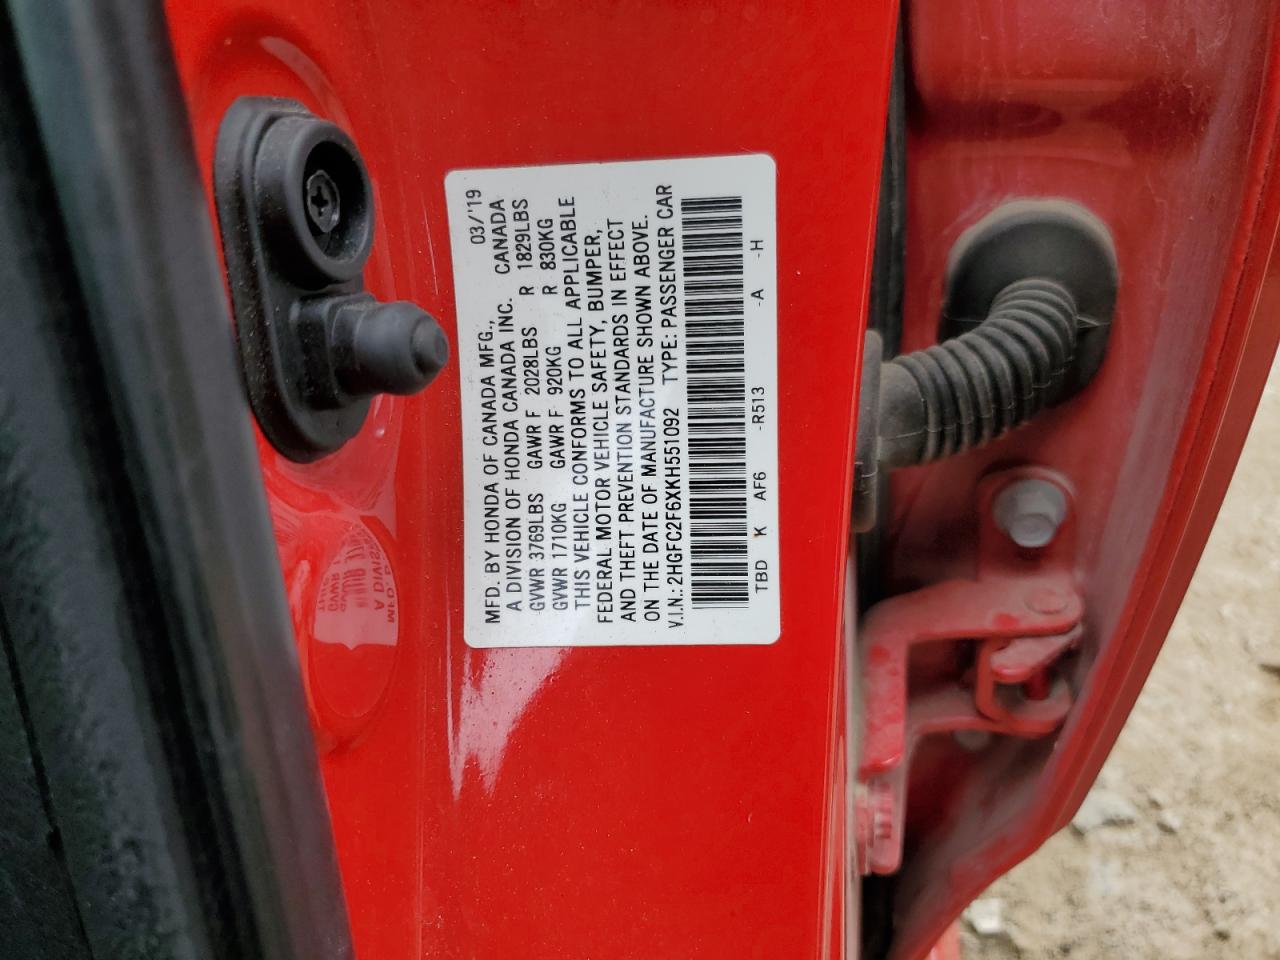 MFD. BY HONDA OF CANADA MFG., 03/'19
A DIVISION OF HONDA CANADA INC. CANADA
GVWR 3769LBS GAWR F 2028LBS R 1829LBS
GVWR 1710KG GAWR F 920KG R 830KG
THIS VEHICLE CONFORMS TO ALL APPLICABLE
FEDERAL MOTOR VEHICLE SAFETY, BUMPER,
AND THEFT PREVENTION STANDARDS IN EFFECT
ON THE DATE OF MANUFACTURE SHOWN ABOVE.
V.I.N.: 2HGFC2F6XKH551092 TYPE: PASSENGER CAR
TBD K AF6 -R513 -A -H